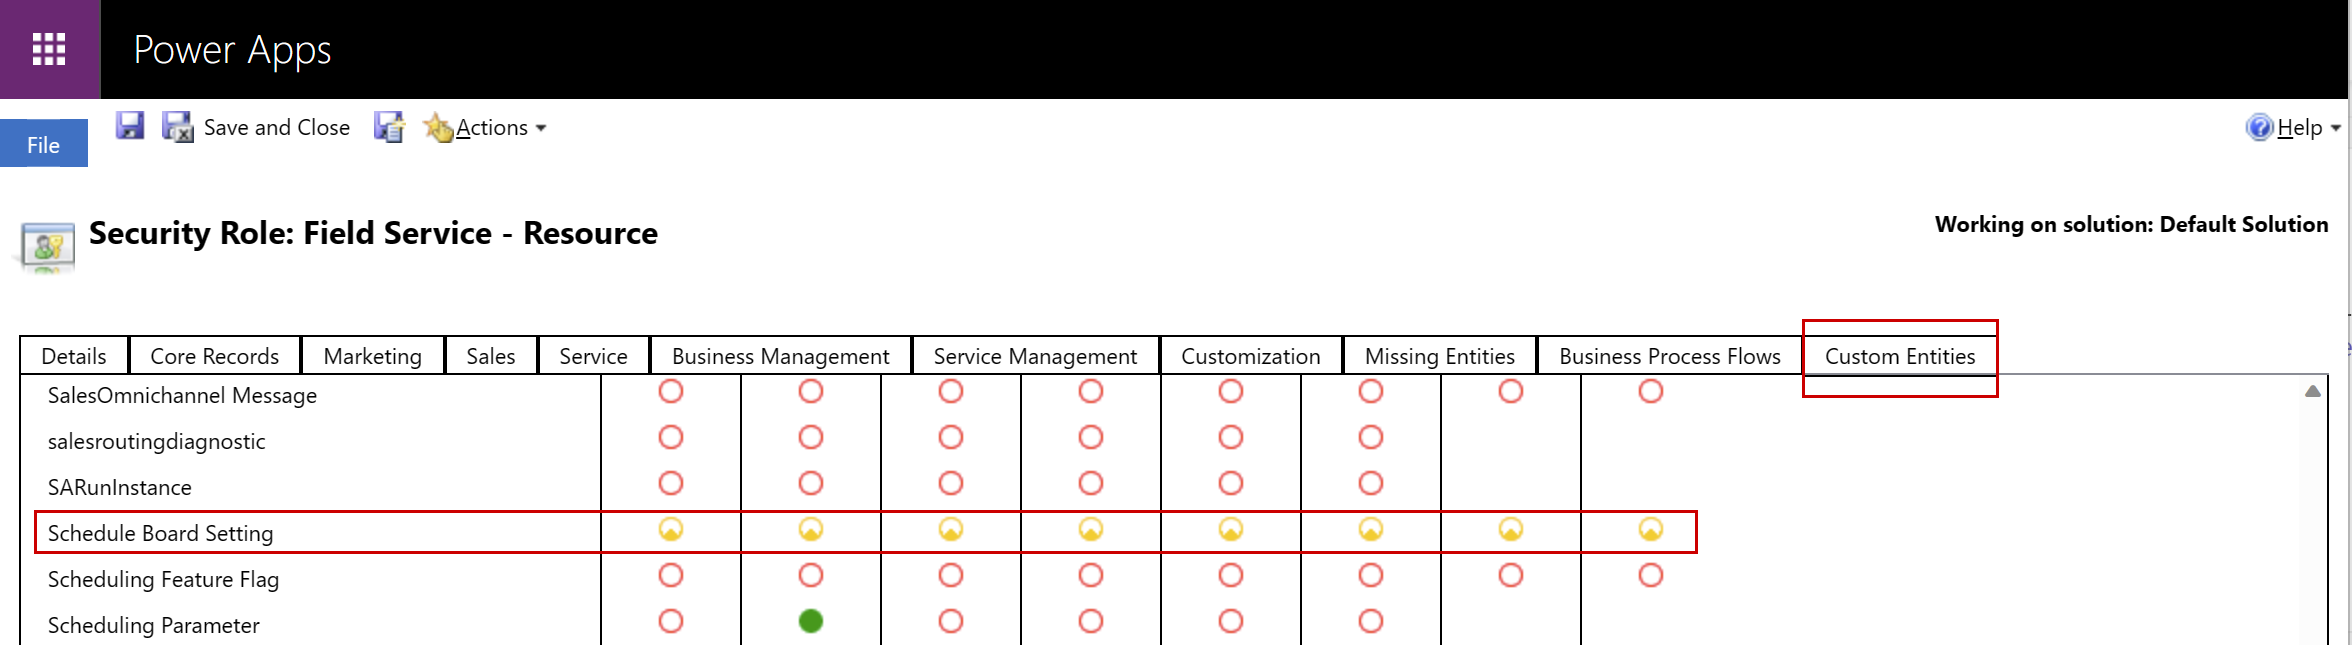 Power Apps
File
Save and Close
Actions
Help
Security Role: Field Service - Resource
Working on solution: Default Solution
Details Core Records Marketing Sales Service Business Management Service Management Customization Missing Entities Business Process Flows Custom Entities
SalesOmnichannel Message
salesroutingdiagnostic
SARunInstance
Schedule Board Setting
Scheduling Feature Flag
Scheduling Parameter